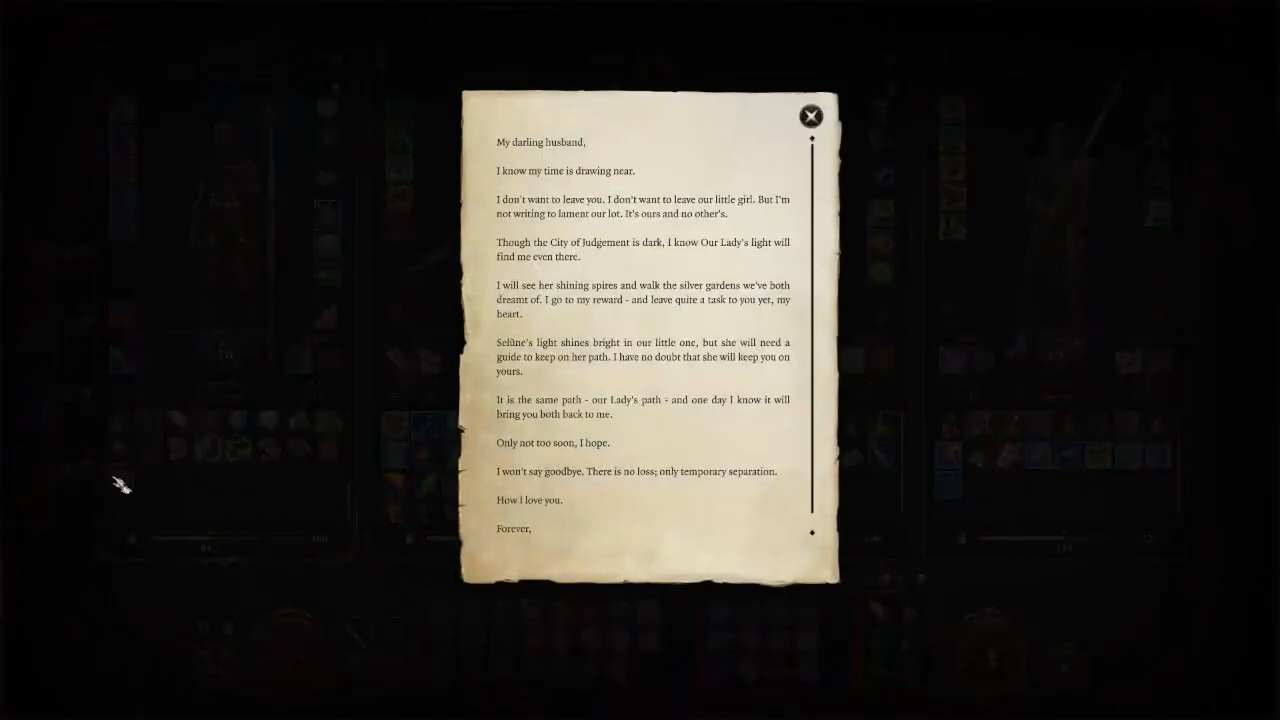 My darling husband,
I know my time is drawing near.
I don't want to leave you. I don't want to leave our little girl. But I'm
not writing to lament our lot. It's ours and no other's.
Though the City of Judgement is dark, I know Our Lady's light will
find me even there.
I will see her shining spires and walk the silver gardens we've both
dreamt of. I go to my reward - and leave quite a task to you yet, my
heart.
Selûne's light shines bright in our little one, but she will need a
guide to keep on her path. I have no doubt that she will keep you on
yours.
It is the same path - our Lady's path - and one day I know it will
bring you both back to me.
Only not too soon, I hope.
I won't say goodbye. There is no loss; only temporary separation.
How I love you.
Forever,